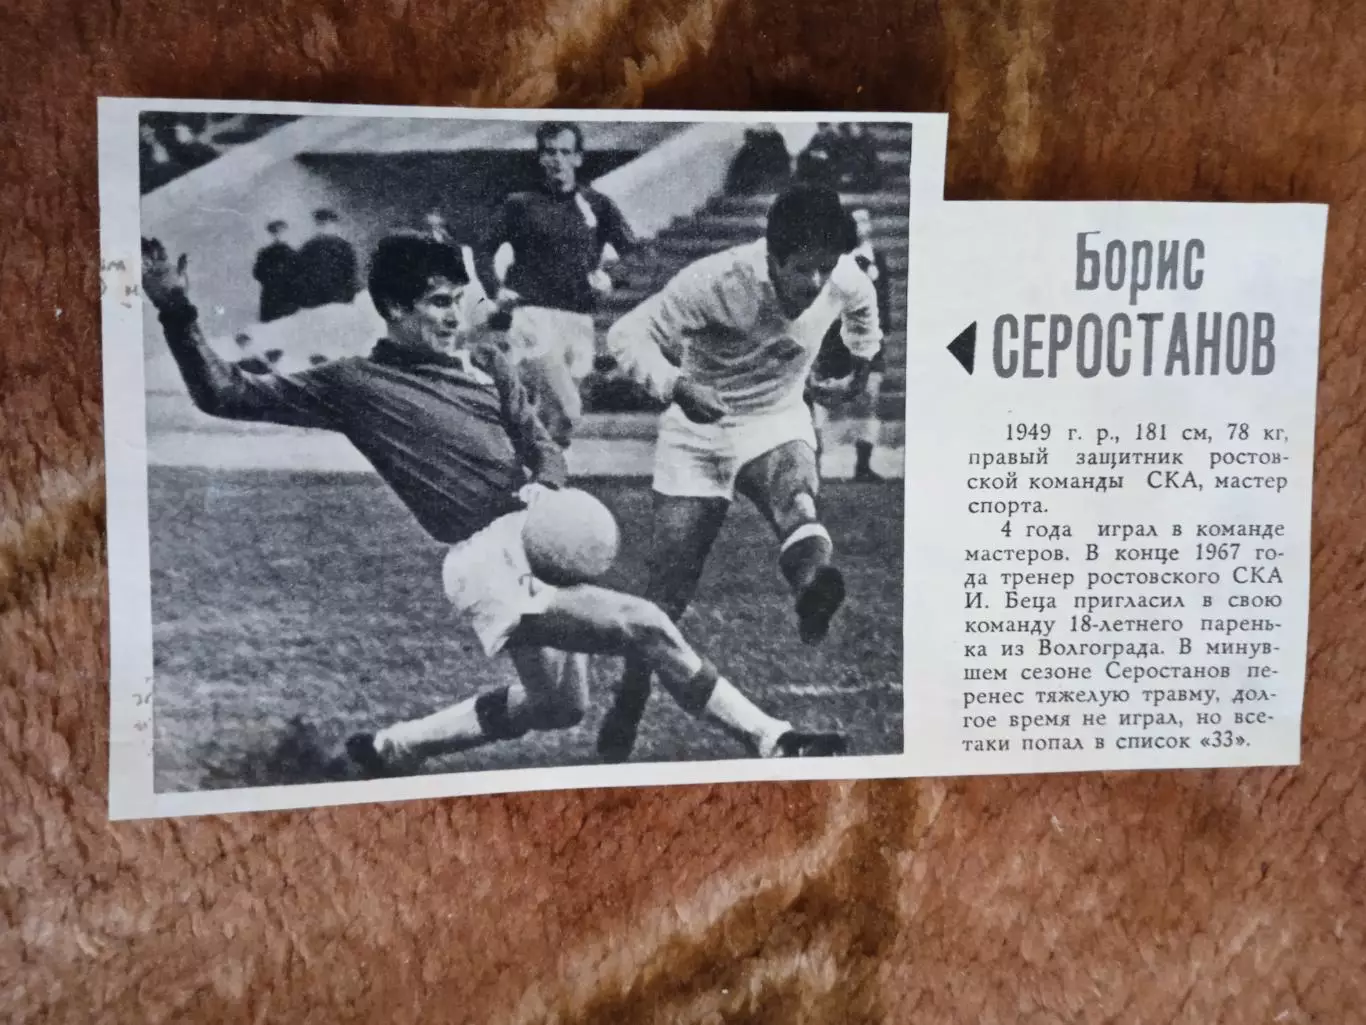 Борис
СЕРОСТАНОВ
1949 г. р., 181 см, 78 кг,
правый защитник ростов-
ской команды СКА, мастер
спорта.
4 года играл в команде
мастеров. В конце 1967 го-
да тренер ростовского СКА
И. Беца пригласил в свою
команду 18-летнего парень-
ка из Волгограда. В минув-
шем сезоне Серостанов пе-
ренес тяжелую травму, дол-
гое время не играл, но все-
таки попал в список «33».